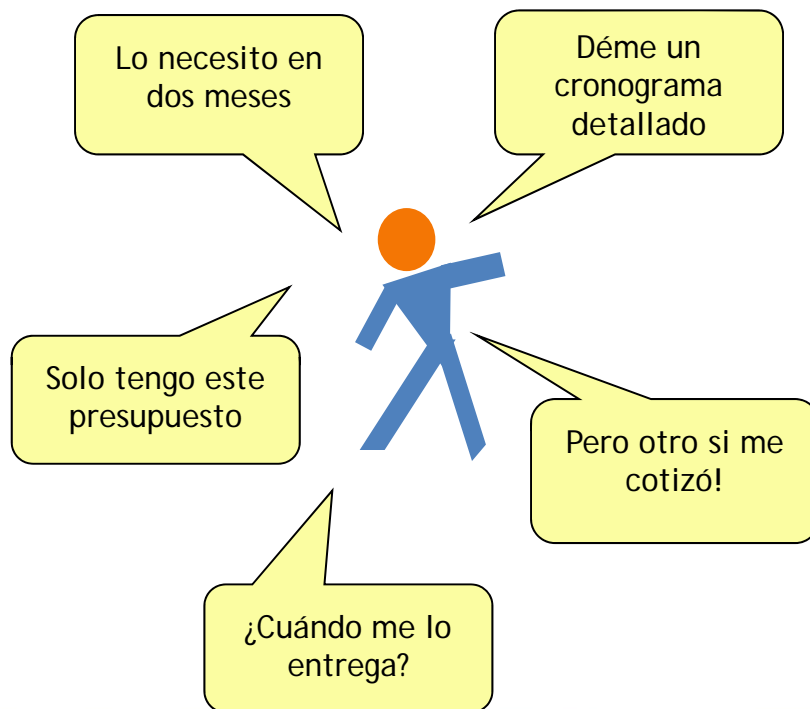 Lo necesito en
dos meses
Déme un
cronograma
detallado
Solo tengo este
presupuesto
Pero otro si me
cotizó!
¿Cuándo me lo
entrega?